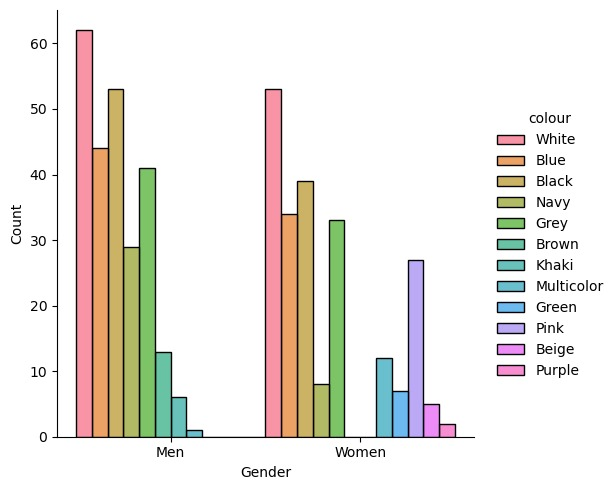 60
50
40
30
20
10
0
Count
Men
Women
Gender
colour
White
Blue
Black
Navy
Grey
Brown
Khaki
Multicolor
Green
Pink
Beige
Purple